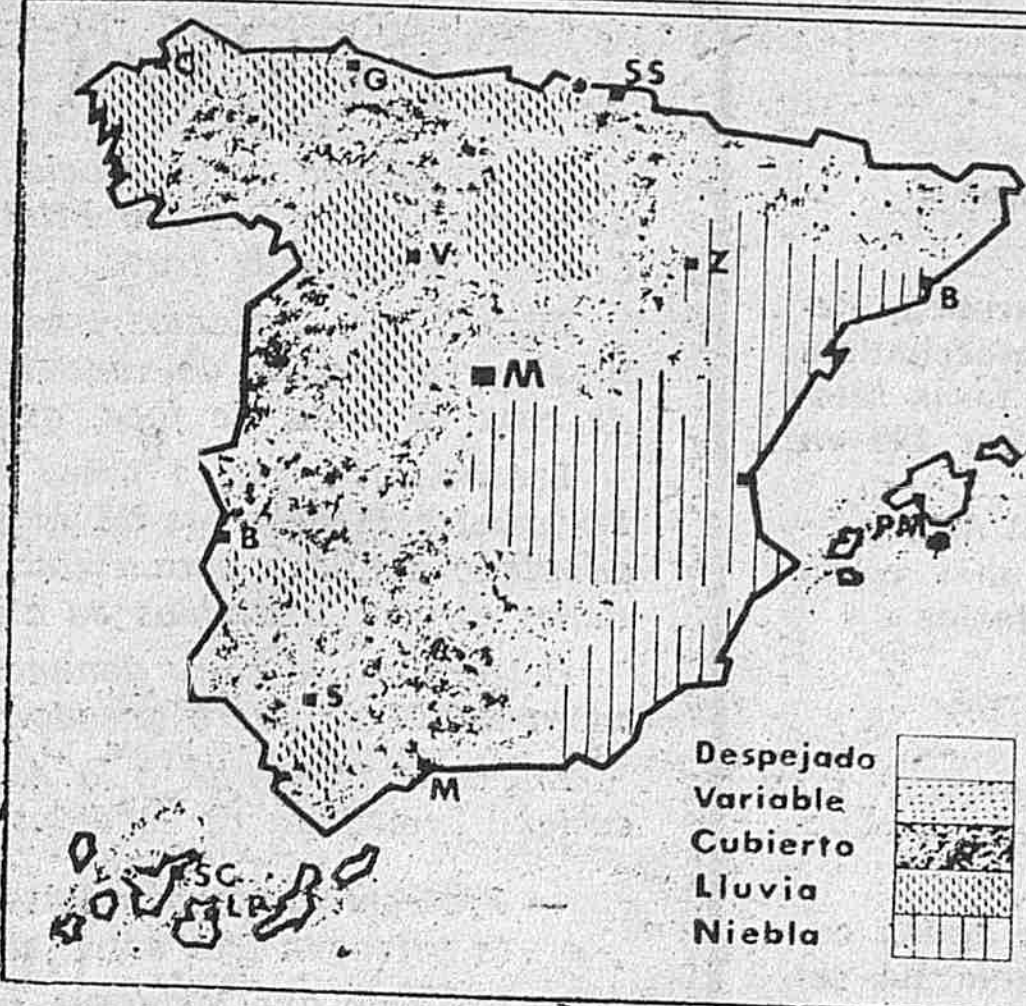 C
G
SS
V
Z
B
M
PM
B
S
M
SC
LP
Despejado
Variable
Cubierto
Lluvia
Niebla